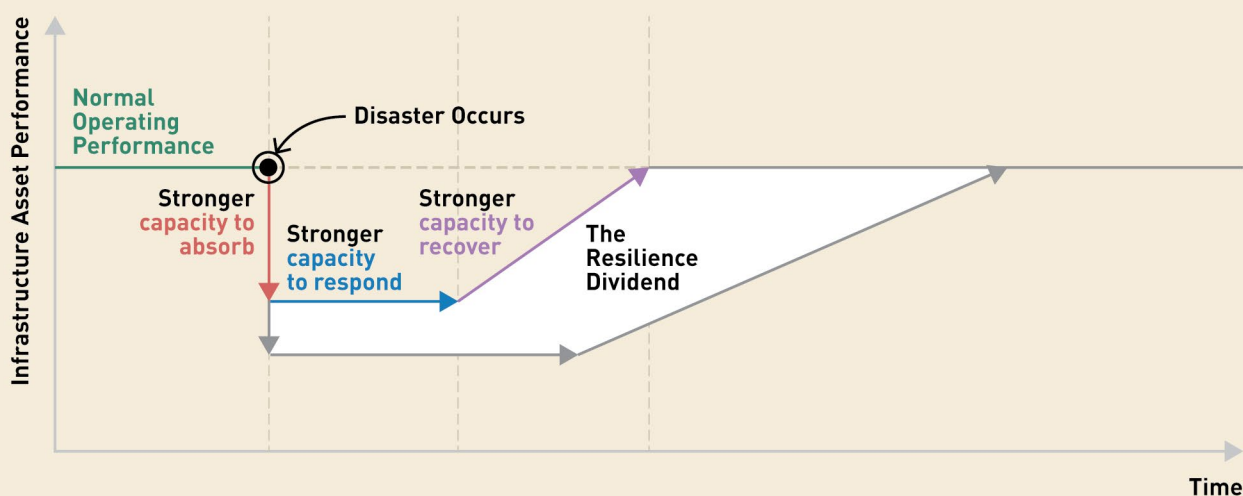 Infrastructure Asset Performance
Normal
Operating
Performance
Disaster Occurs
Stronger
capacity to
absorb
Stronger
capacity
to respond
Stronger
capacity to
recover
The
Resilience
Dividend
Time